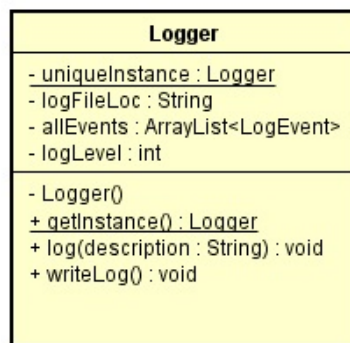 Logger
- uniqueInstance : Logger
- logFileLoc : String
- allEvents : ArrayList<LogEvent>
- logLevel : int
- Logger()
+ getInstance() : Logger
+ log(description : String) : void
+ writeLog() : void